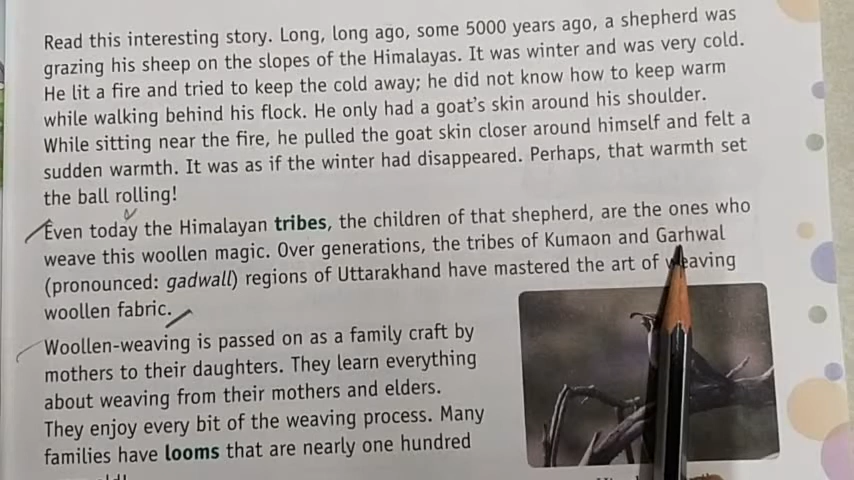 Read this interesting story. Long, long ago, some 5000 years ago, a shepherd was
grazing his sheep on the slopes of the Himalayas. It was winter and was very cold.
He lit a fire and tried to keep the cold away; he did not know how to keep warm
while walking behind his flock. He only had a goat's skin around his shoulder.
While sitting near the fire, he pulled the goat skin closer around himself and felt a
sudden warmth. It was as if the winter had disappeared. Perhaps, that warmth set
the ball rolling!
Even today the Himalayan tribes, the children of that shepherd, are the ones who
weave this woollen magic. Over generations, the tribes of Kumaon and Garhwal
(pronounced: gadwall) regions of Uttarakhand have mastered the art of weaving
woollen fabric.
Woollen-weaving is passed on as a family craft by
mothers to their daughters. They learn everything
about weaving from their mothers and elders.
They enjoy every bit of the weaving process. Many
families have looms that are nearly one hundred